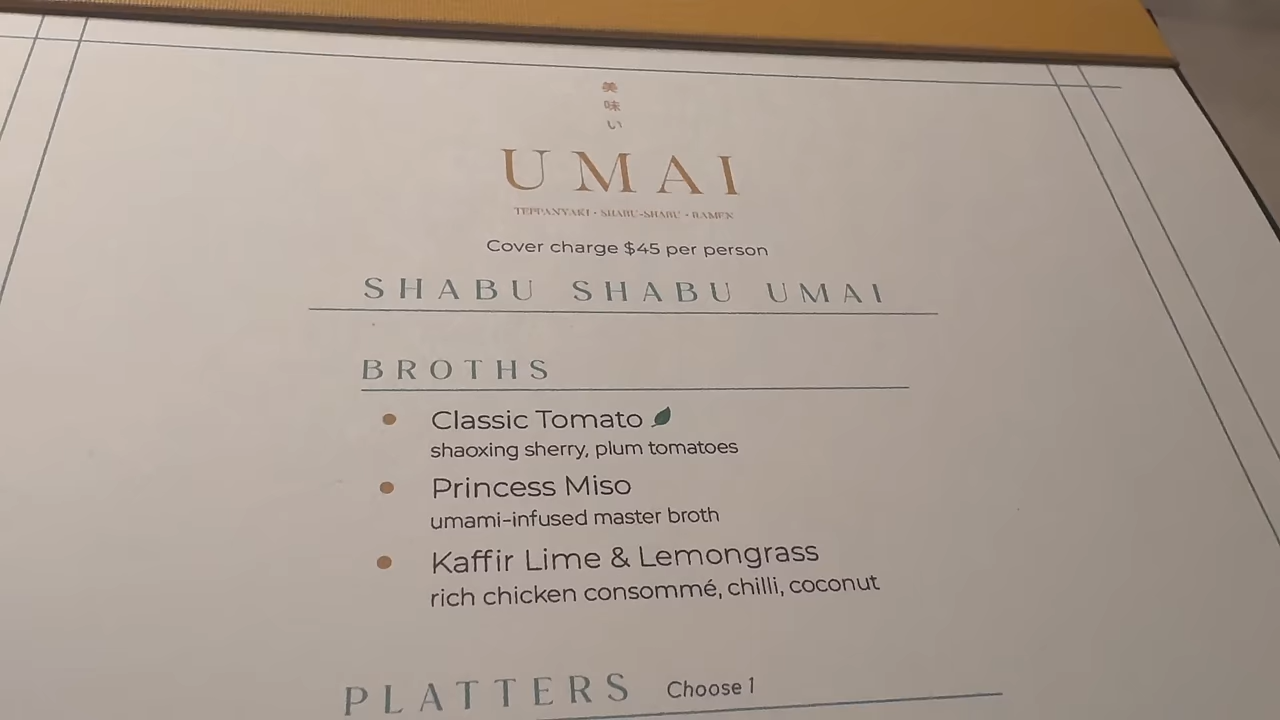 美
味
い
UMAI
TEPPANYAKI • SHABU-SHABU • RAMEN
Cover charge $45 per person
SHABU SHABU UMAI
BROTHS
Classic Tomato
shaoxing sherry, plum tomatoes
Princess Miso
umami-infused master broth
Kaffir Lime & Lemongrass
rich chicken consommé, chilli, coconut
PLATTERS Choose 1